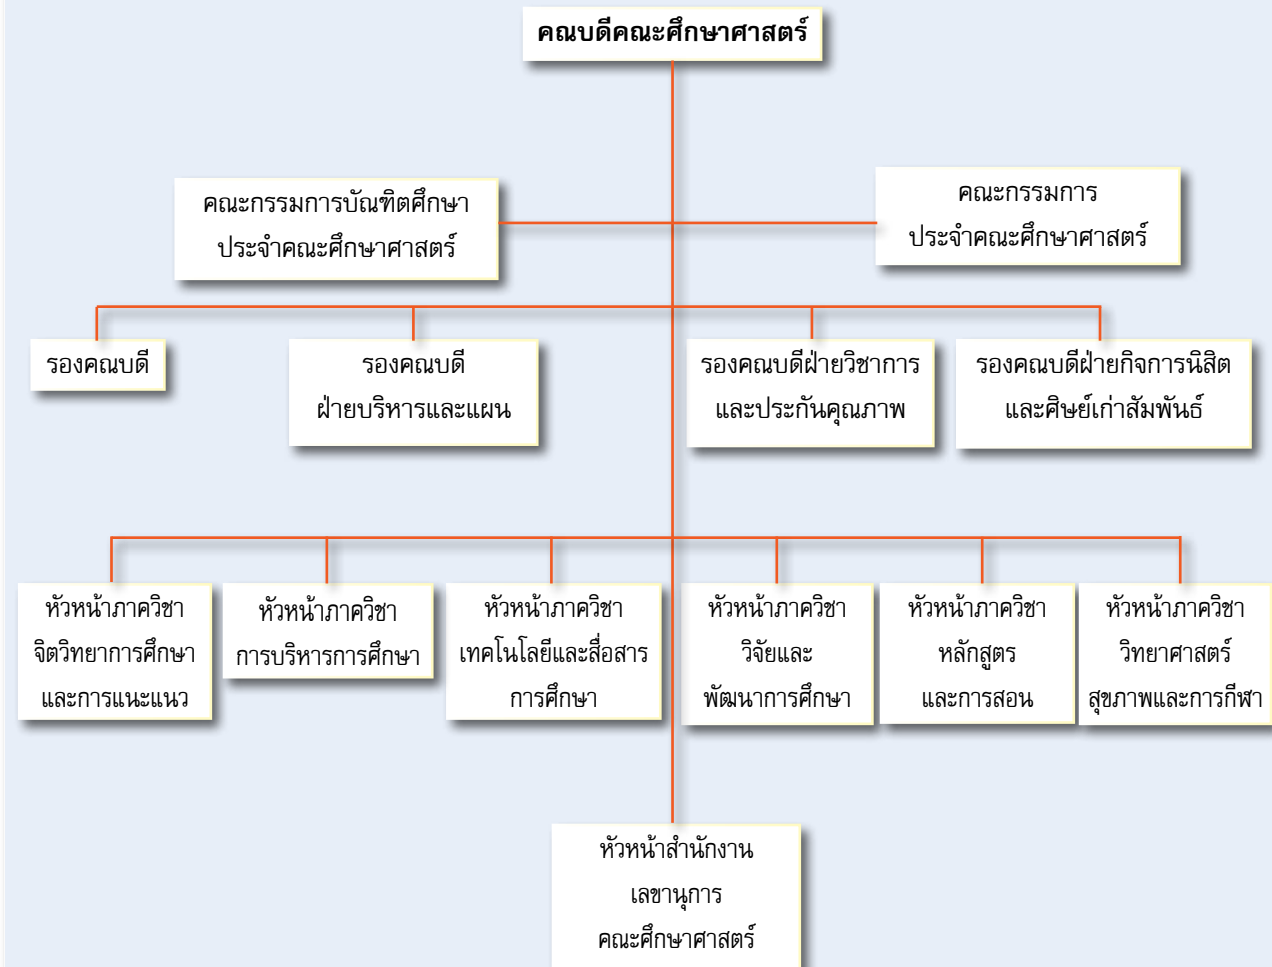 คณบดีคณะศึกษาศาสตร์
คณะกรรมการบัณฑิตศึกษา
ประจำคณะศึกษาศาสตร์
คณะกรรมการ
ประจำคณะศึกษาศาสตร์
รองคณบดี
รองคณบดี
ฝ่ายบริหารและแผน
รองคณบดีฝ่ายวิชาการ
และประกันคุณภาพ
รองคณบดีฝ่ายกิจการนิสิต
และศิษย์เก่าสัมพันธ์
หัวหน้าภาควิชา
จิตวิทยาการศึกษา
และการแนะแนว
หัวหน้าภาควิชา
การบริหารการศึกษา
หัวหน้าภาควิชา
เทคโนโลยีและสื่อสาร
การศึกษา
หัวหน้าภาควิชา
วิจัยและ
พัฒนาการศึกษา
หัวหน้าภาควิชา
หลักสูตร
และการสอน
หัวหน้าภาควิชา
วิทยาศาสตร์
สุขภาพและการกีฬา
หัวหน้าสำนักงาน
เลขานุการ
คณะศึกษาศาสตร์